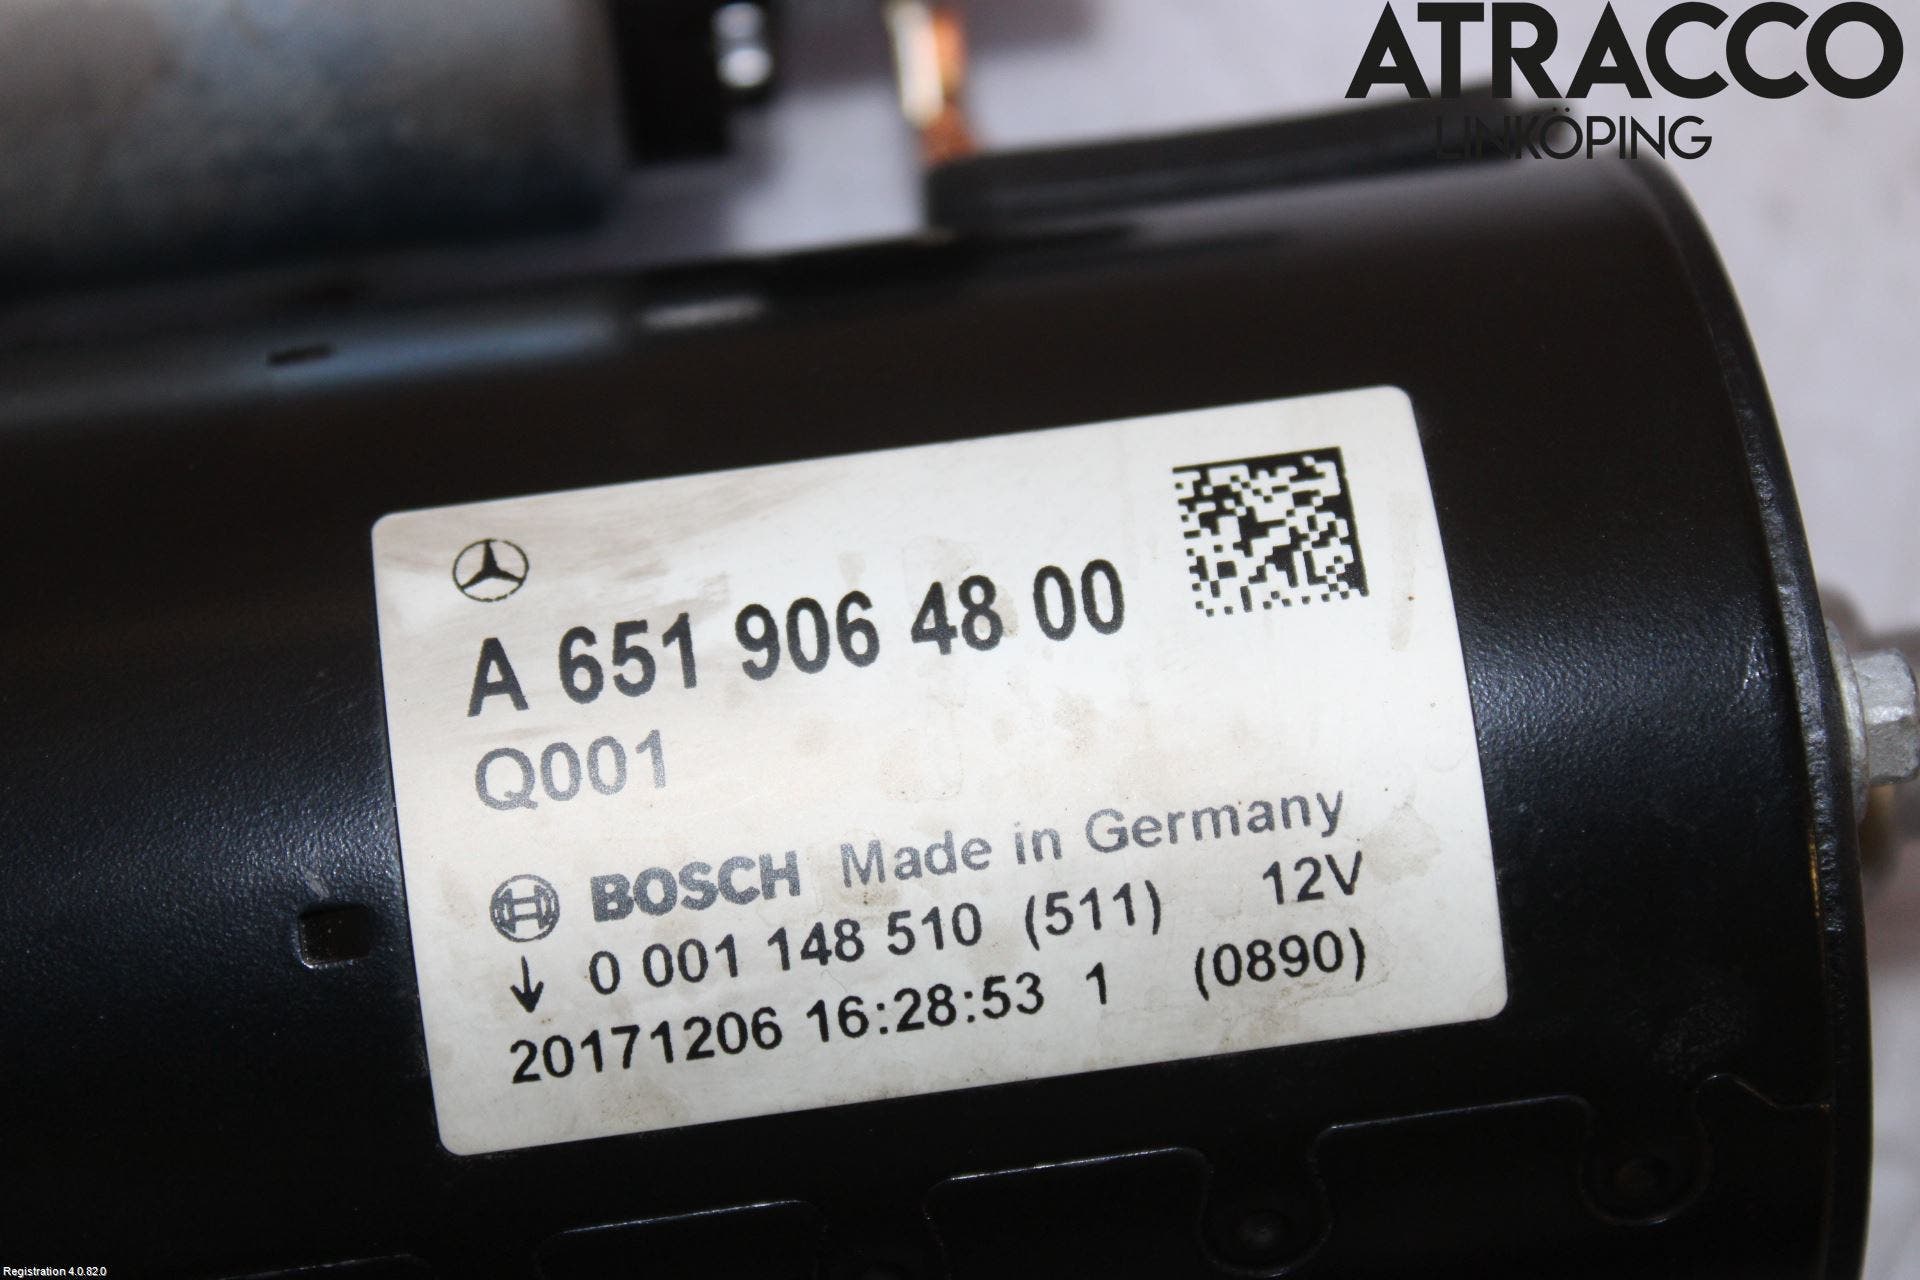 ATRACCO
LINKÖPING
A 651 906 48 00
Q001
BOSCH Made in Germany
0 001 148 510 (511) 12V
20171206 16:28:53 1 (0890)
Registration 4.0.82.0